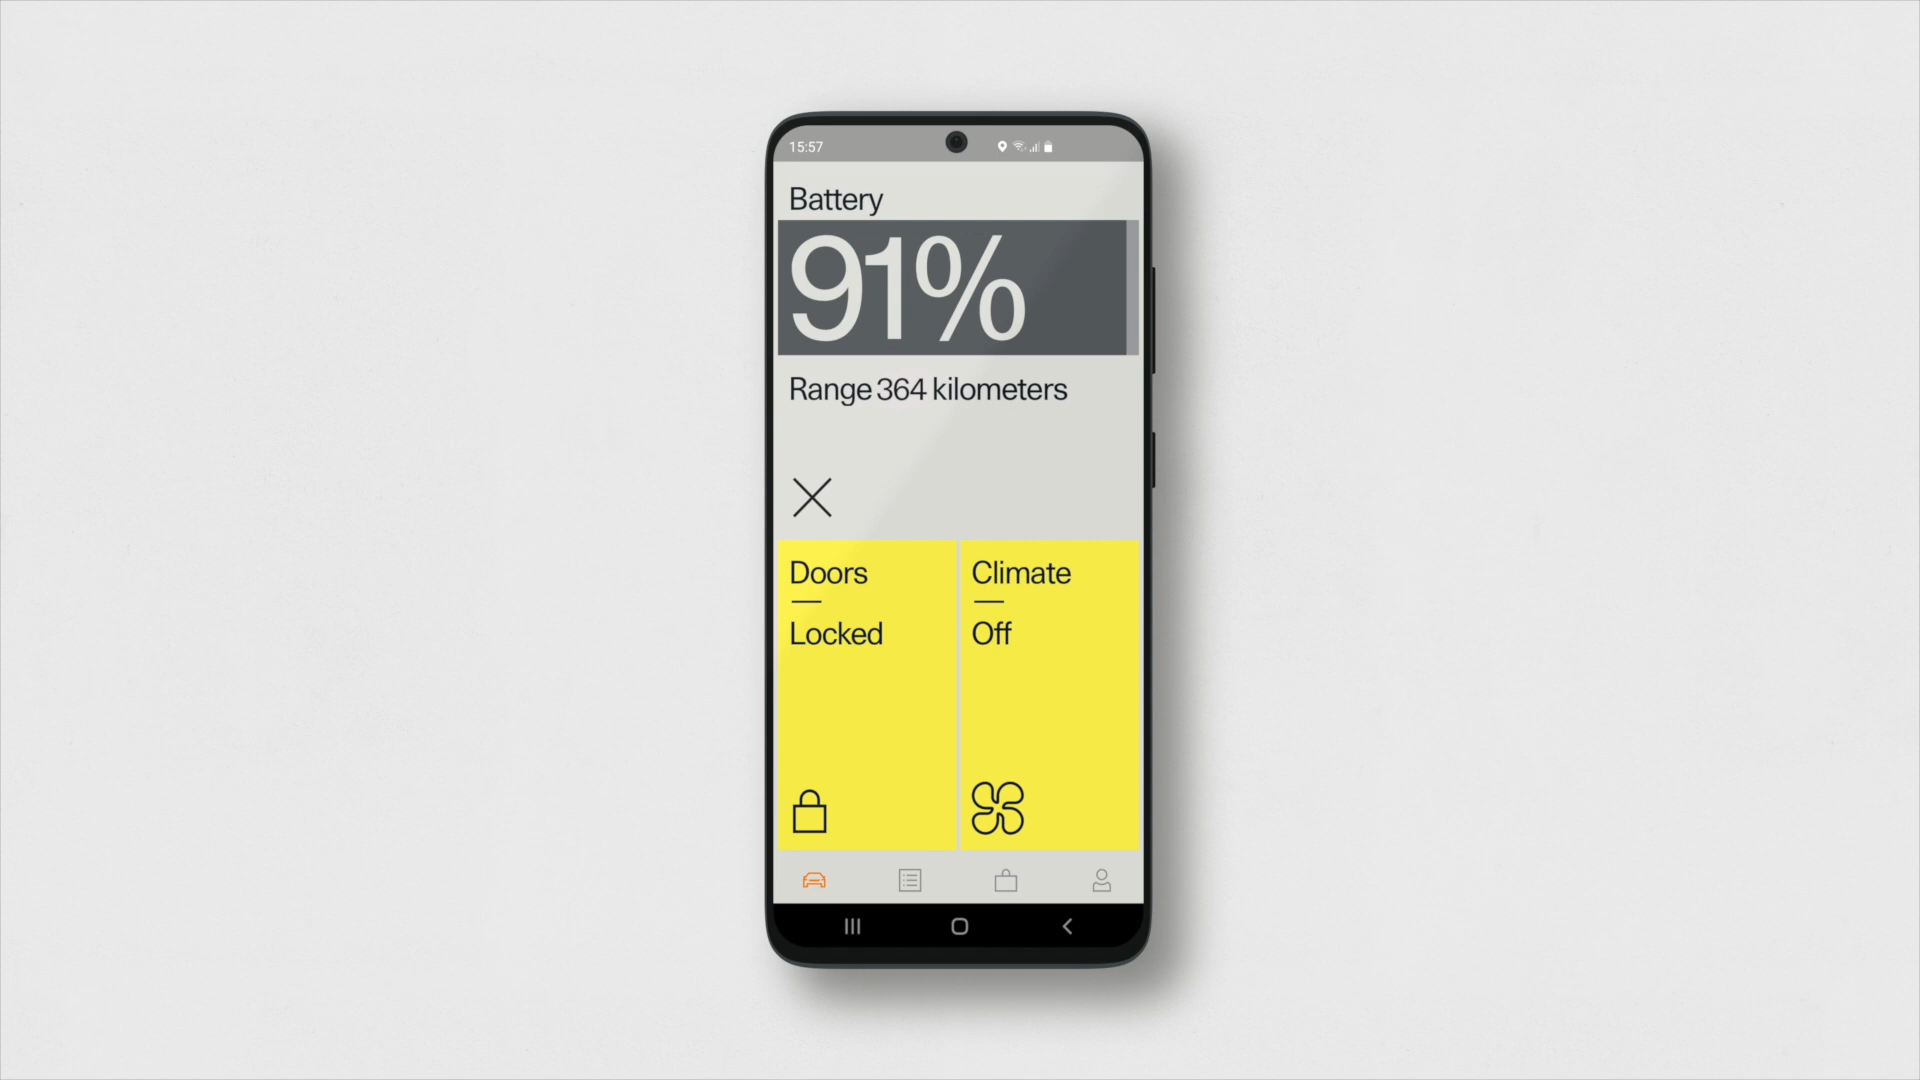 15:57
Battery
91%
Range 364 kilometers
Doors
Locked
Climate
Off